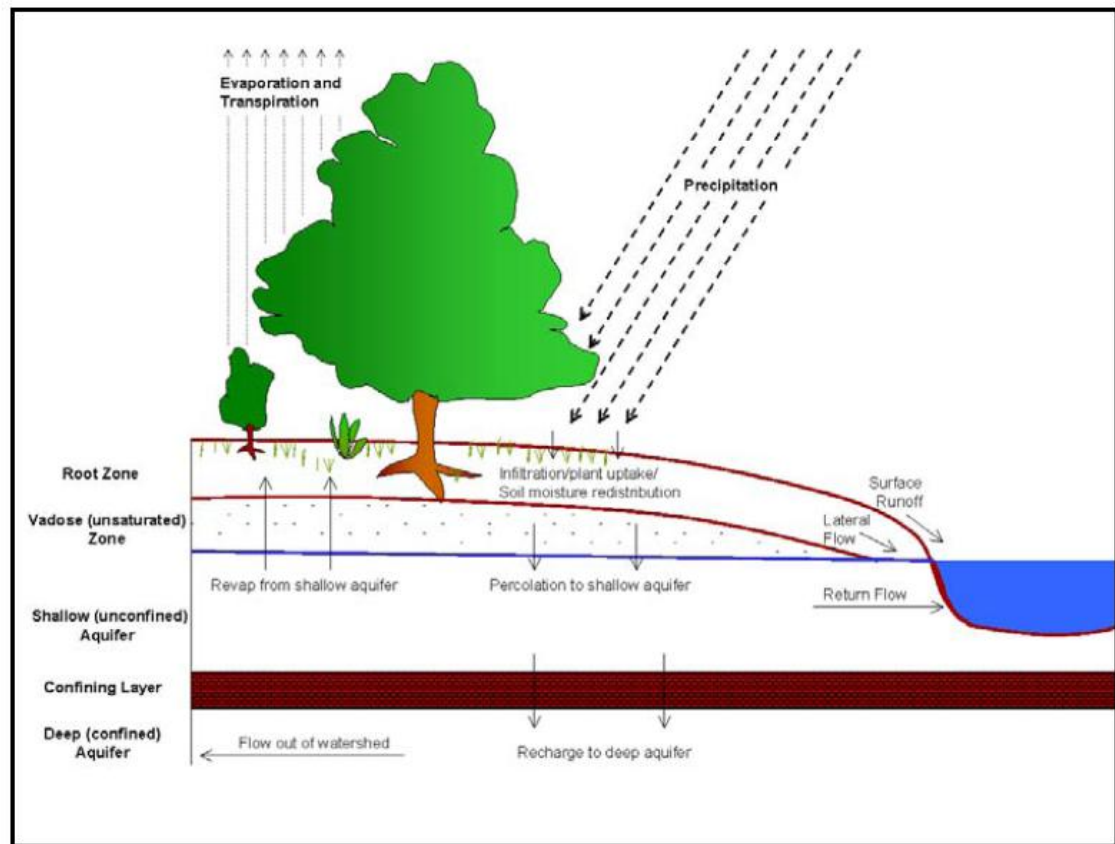 Evaporation and
Transpiration
Precipitation
Root Zone
Infiltration/plant uptake/
Soil moisture redistribution
Surface
Runoff
Lateral
Flow
Vadose (unsaturated)
Zone
Revap from shallow aquifer
Percolation to shallow aquifer
Return Flow
Shallow (unconfined)
Aquifer
Confining Layer
Deep (confined)
Aquifer
Flow out of watershed
Recharge to deep aquifer